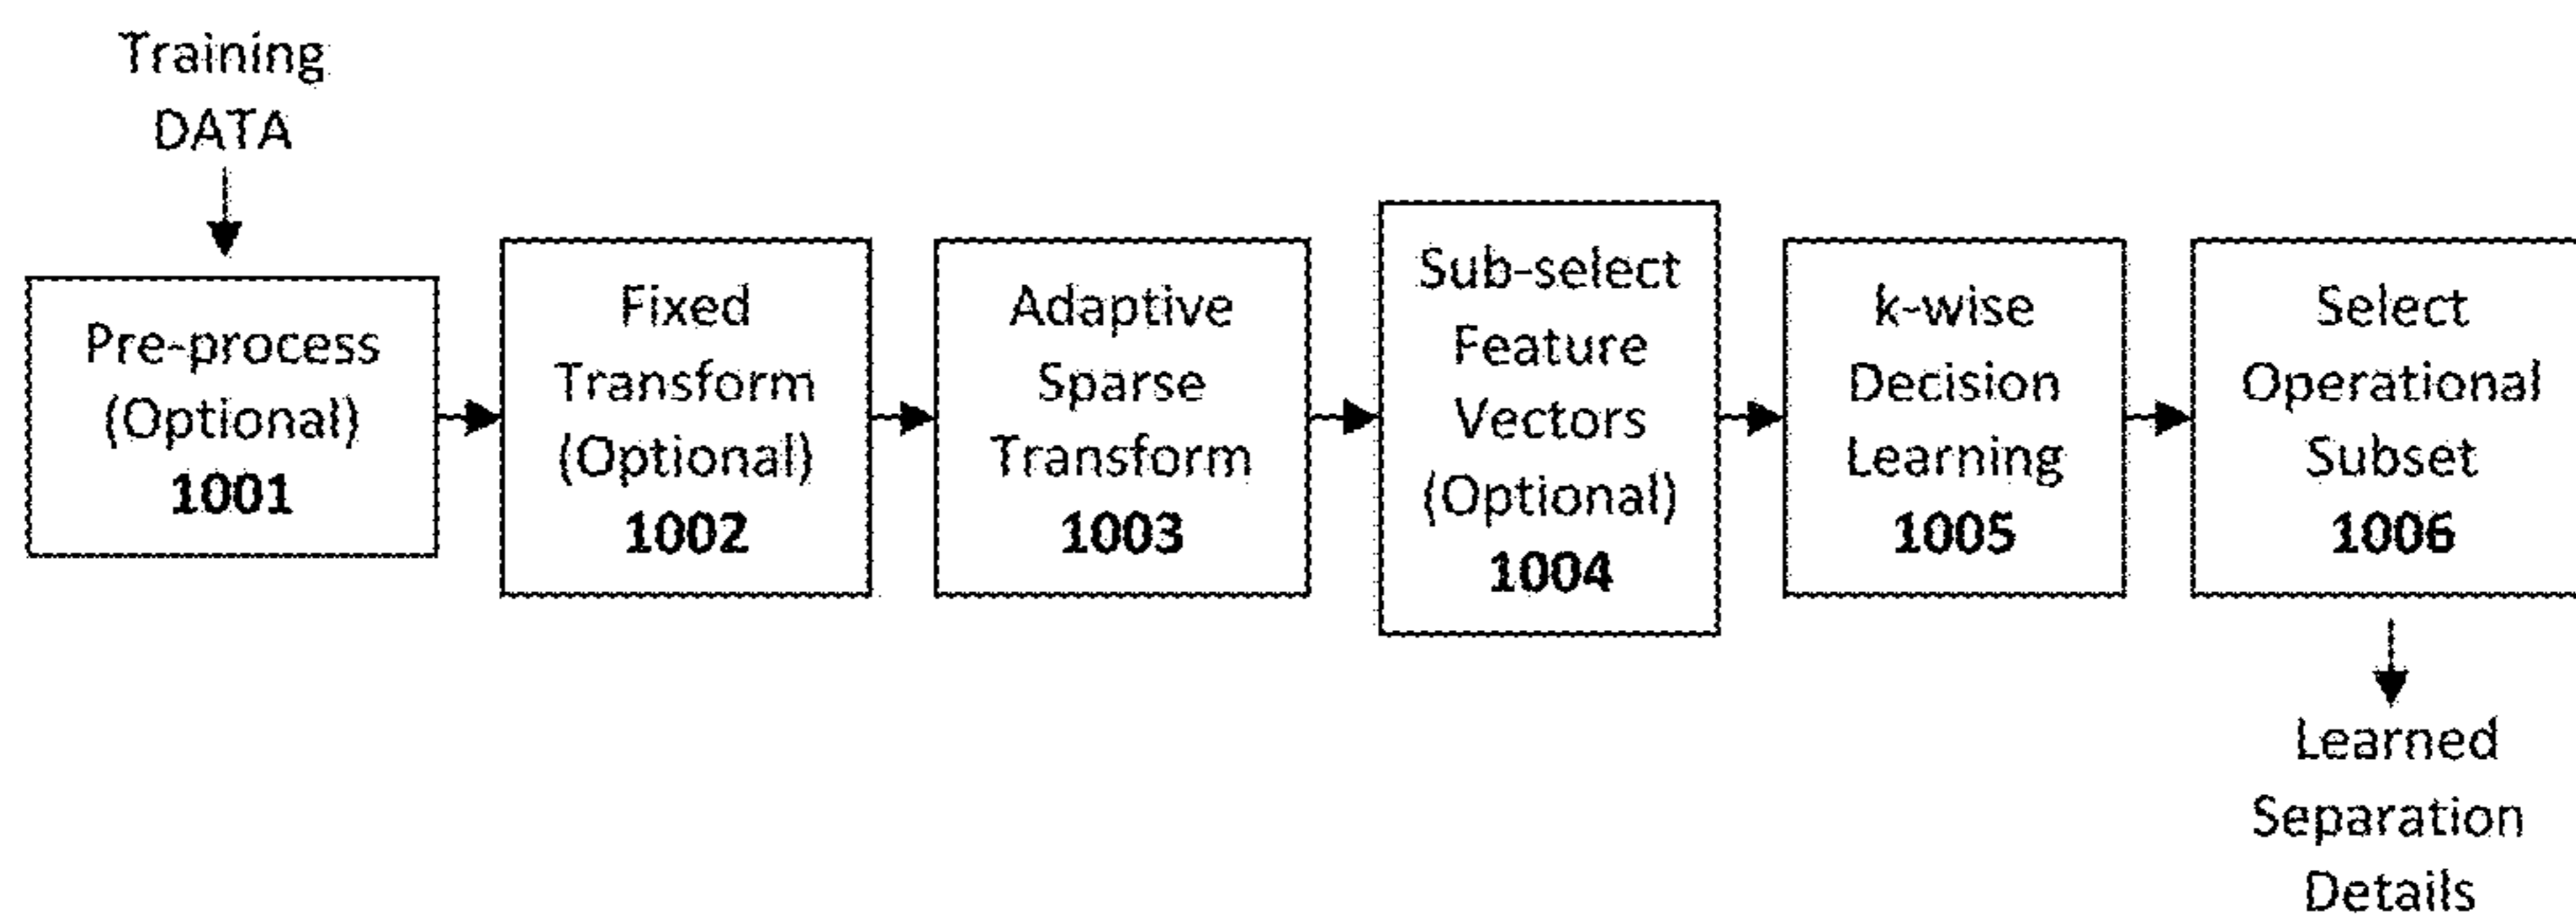 Training
DATA
Pre-process
(Optional)
1001
Fixed
Transform
(Optional)
1002
Adaptive
Sparse
Transform
1003
Sub-select
Feature
Vectors
(Optional)
1004
k-wise
Decision
Learning
1005
Select
Operational
Subset
1006
Learned
Separation
Details